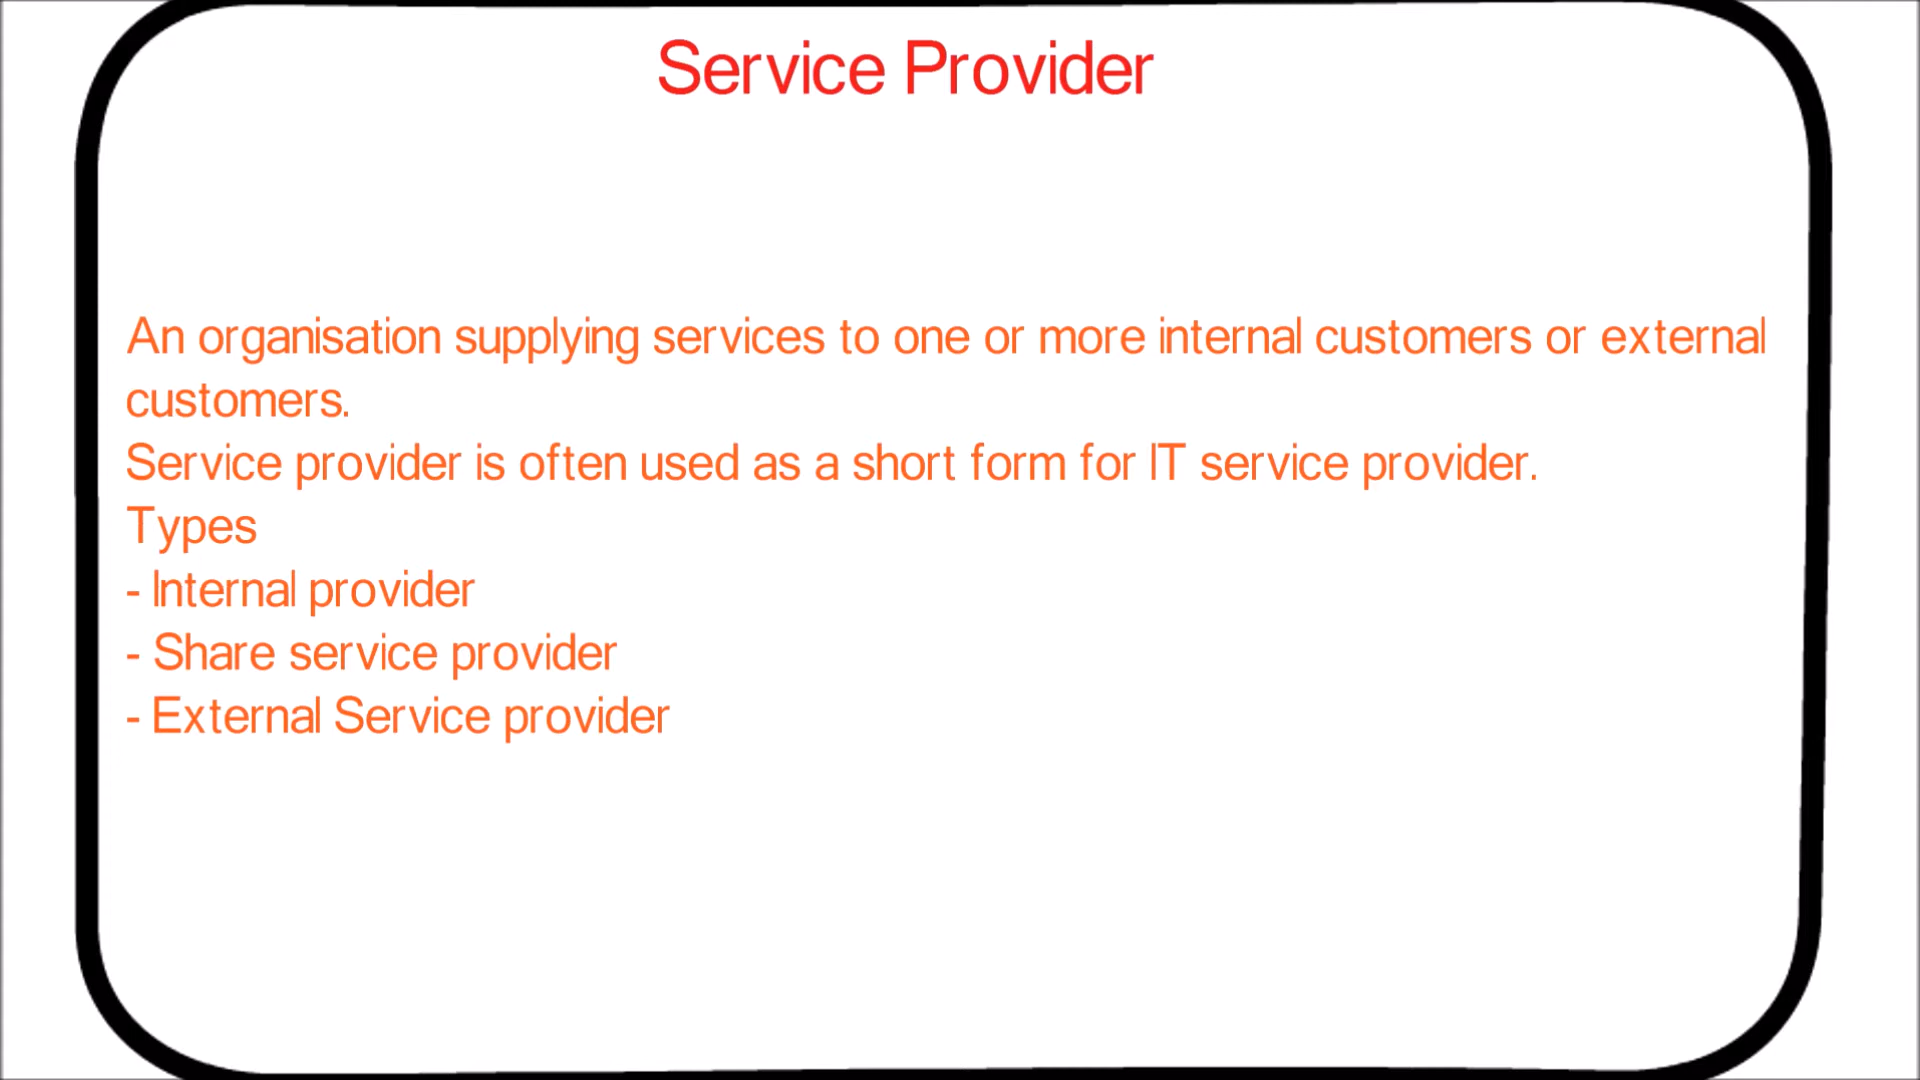 Service Provider
An organisation supplying services to one or more internal customers or external
customers.
Service provider is often used as a short form for IT service provider.
Types
- Internal provider
- Share service provider
- External Service provider